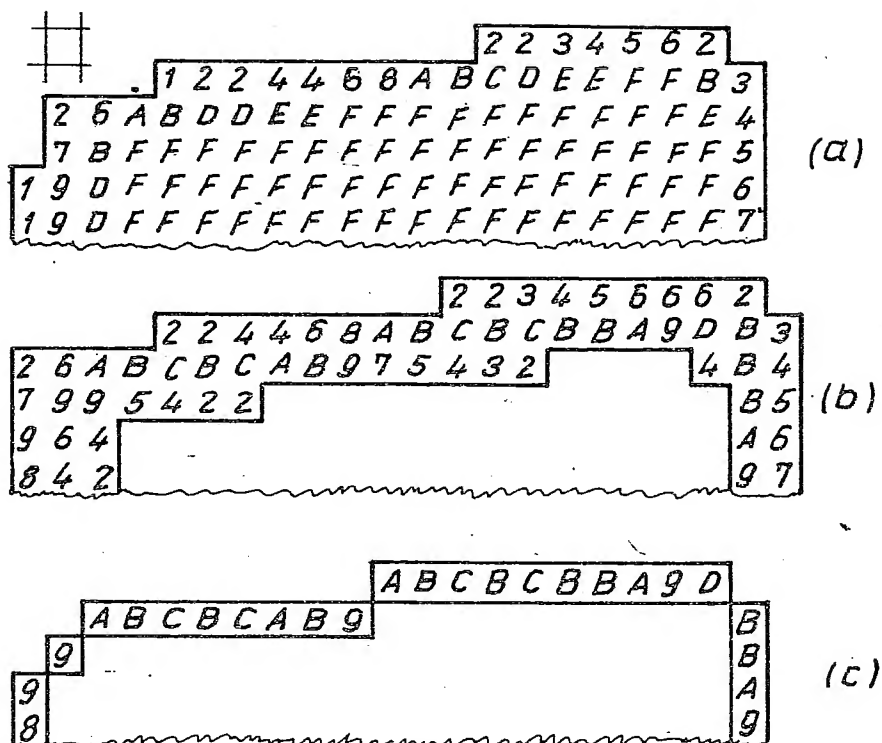 2 2 3 4 5 6 2
1 2 2 4 4 6 8 A B C D E E F F B 3
2 6 A B D D E E F F F F F F F F F F E 4
7 B F F F F F F F F F F F F F F F F F 5 (a)
1 9 D F F F F F F F F F F F F F F F F F 6
1 9 D F F F F F F F F F F F F F F F F F 7
2 2 3 4 5 6 6 6 2
2 2 4 4 6 8 A B C B C B B A 9 D B 3
2 6 A B C B C A B 9 7 5 4 3 2 4 B 4
7 9 9 5 4 2 2 B 5 (b)
9 6 4 A 6
8 4 2 9 7
A B C B C B B A 9 D
A B C B C A B 9 B
9 B
9 A (c)
8 9